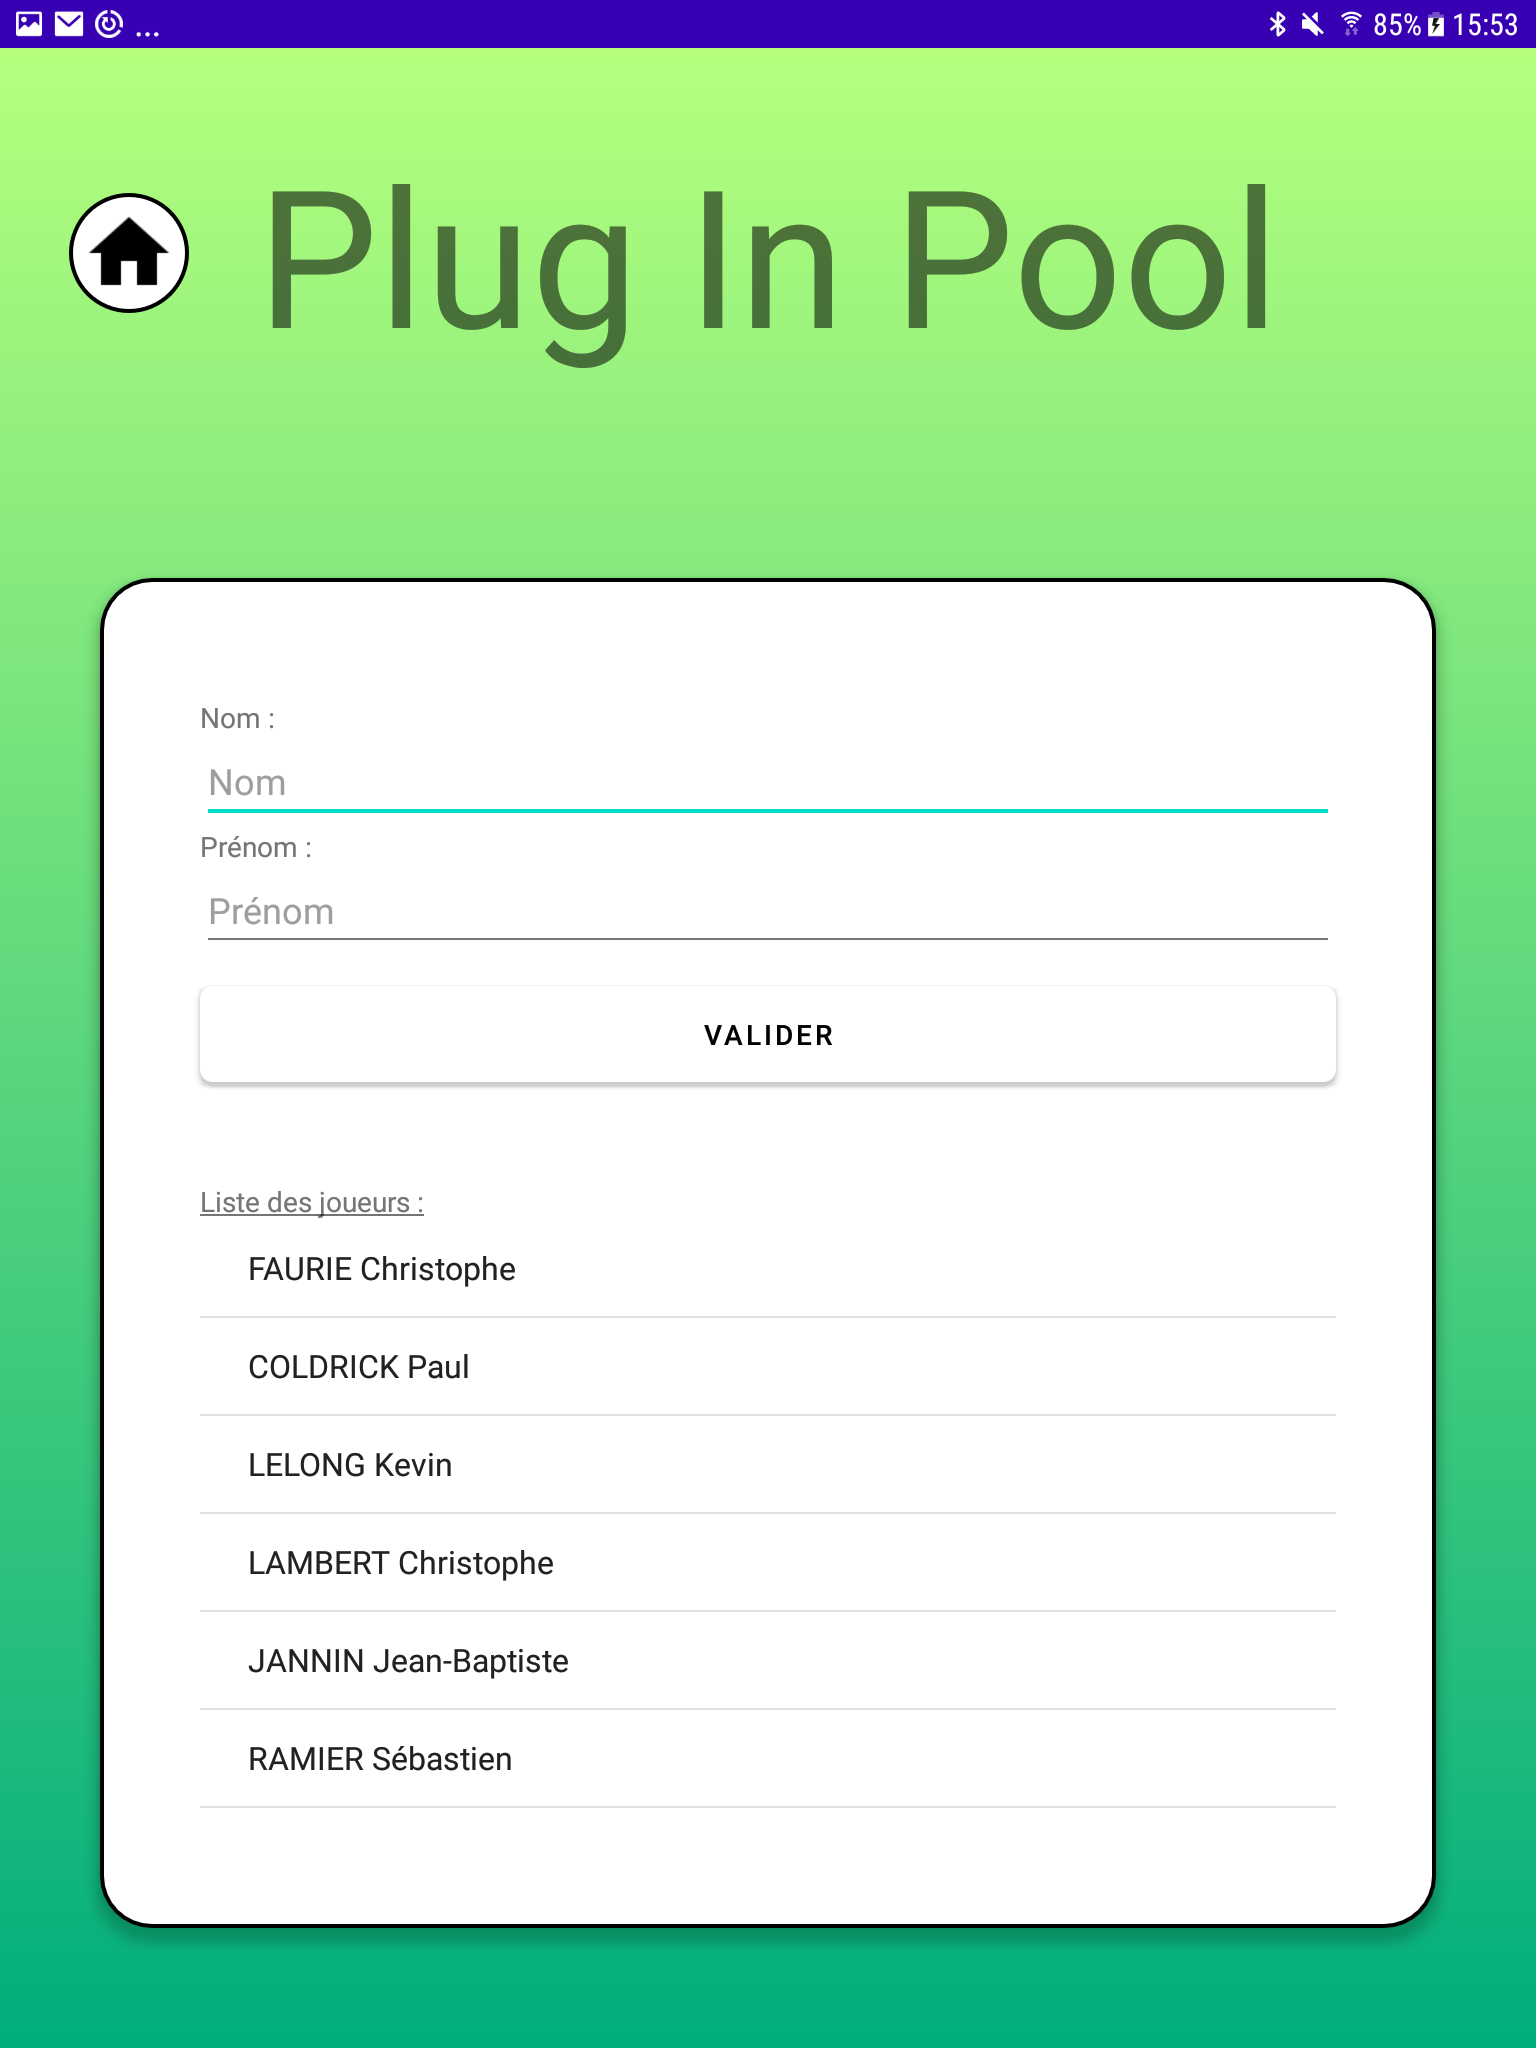 ... 85% 15:53
Plug In Pool
Nom :
Nom
Prénom :
Prénom
VALIDER
Liste des joueurs :
FAURIE Christophe
COLDRICK Paul
LELONG Kevin
LAMBERT Christophe
JANNIN Jean-Baptiste
RAMIER Sébastien